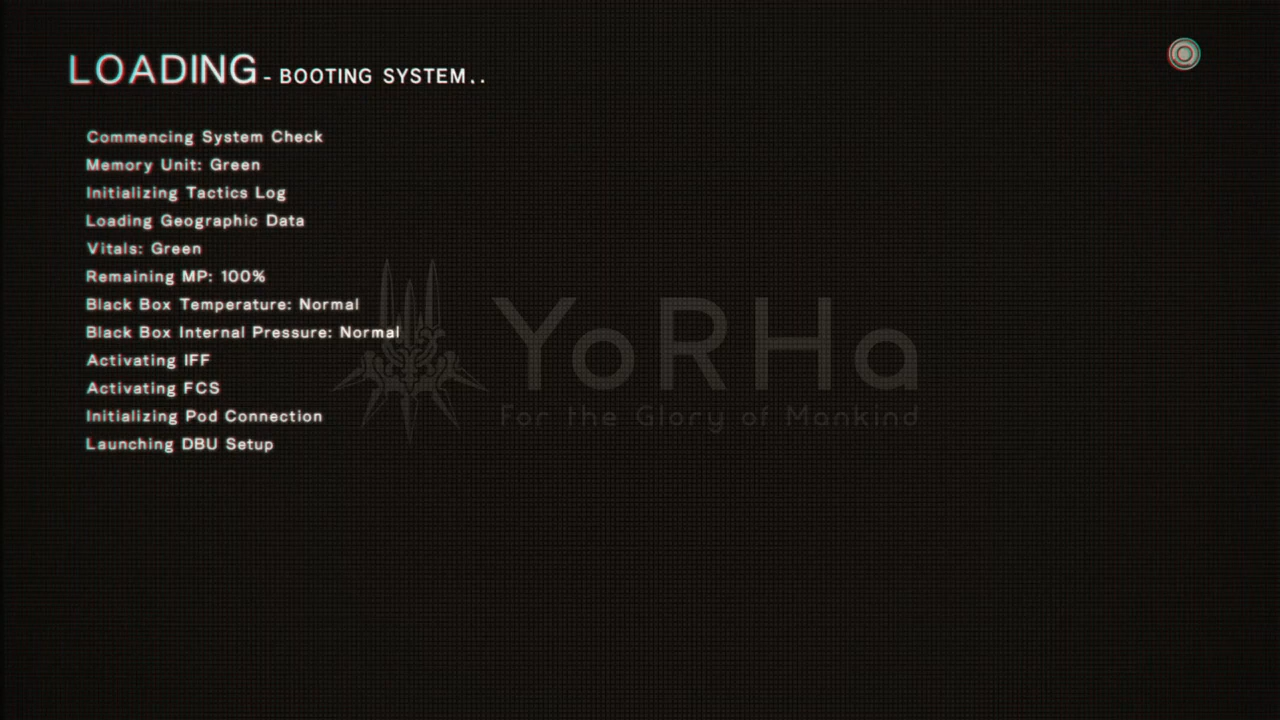 LOADING - BOOTING SYSTEM..
Commencing System Check
Memory Unit: Green
Initializing Tactics Log
Loading Geographic Data
Vitals: Green
Remaining MP: 100%
Black Box Temperature: Normal
Black Box Internal Pressure: Normal
Activating IFF
Activating FCS
Initializing Pod Connection
Launching DBU Setup
YoRHa
For the Glory of Mankind